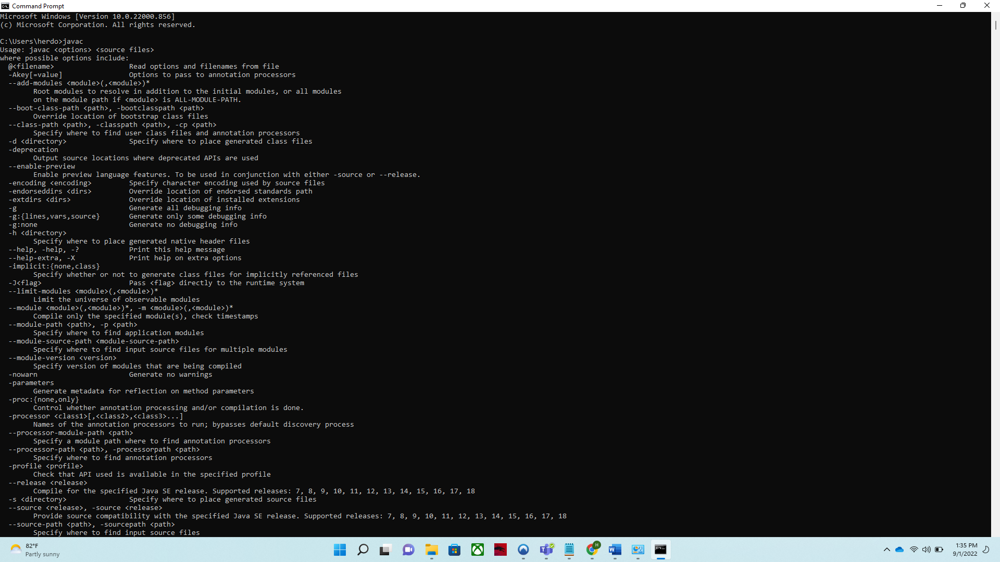 Command Prompt
Microsoft Windows [Version 10.0.22000.856]
(c) Microsoft Corporation. All rights reserved.
C:\Users\herdo>javac
Usage: javac <options> <source files>
where possible options include:
  @<filename>                  Read options and filenames from file
  -Akey[=value]                Options to pass to annotation processors
  --add-modules <module>(,<module>)*
        Root modules to resolve in addition to the initial modules, or all modules
        on the module path if <module> is ALL-MODULE-PATH.
  --boot-class-path <path>, -bootclasspath <path>
        Override location of bootstrap class files
  --class-path <path>, -classpath <path>, -cp <path>
        Specify where to find user class files and annotation processors
  -d <directory>               Specify where to place generated class files
  -deprecation
        Output source locations where deprecated APIs are used
  --enable-preview
        Enable preview language features. To be used in conjunction with either -source or --release.
  -encoding <encoding>         Specify character encoding used by source files
  -endorseddirs <dirs>         Override location of endorsed standards path
  -extdirs <dirs>              Override location of installed extensions
  -g                           Generate all debugging info
  -g:{lines,vars,source}       Generate only some debugging info
  -g:none                      Generate no debugging info
  -h <directory>
        Specify where to place generated native header files
  --help, -help, -?            Print this help message
  --help-extra, -X             Print help on extra options
  -implicit:{none,class}
        Specify whether or not to generate class files for implicitly referenced files
  -J<flag>                     Pass <flag> directly to the runtime system
  --limit-modules <module>(,<module>)*
        Limit the universe of observable modules
  --module <module>(,<module>)*, -m <module>(,<module>)*
        Compile only the specified module(s), check timestamps
  --module-path <path>, -p <path>
        Specify where to find application modules
  --module-source-path <module-source-path>
        Specify where to find input source files for multiple modules
  --module-version <version>
        Specify version of modules that are being compiled
  -nowarn                      Generate no warnings
  -parameters
        Generate metadata for reflection on method parameters
  -proc:{none,only}
        Control whether annotation processing and/or compilation is done.
  -processor <class1>[,<class2>,<class3>...]
        Names of the annotation processors to run; bypasses default discovery process
  --processor-module-path <path>
        Specify a module path where to find annotation processors
  --processor-path <path>, -processorpath <path>
        Specify where to find annotation processors
  -profile <profile>
        Check that API used is available in the specified profile
  --release <release>
        Compile for the specified Java SE release. Supported releases: 7, 8, 9, 10, 11, 12, 13, 14, 15, 16, 17, 18
  -s <directory>               Specify where to place generated source files
  --source <release>, -source <release>
        Provide source compatibility with the specified Java SE release. Supported releases: 7, 8, 9, 10, 11, 12, 13, 14, 15, 16, 17, 18
  --source-path <path>, -sourcepath <path>
        Specify where to find input source files
82°F
Partly sunny
H
1:35 PM
9/1/2022